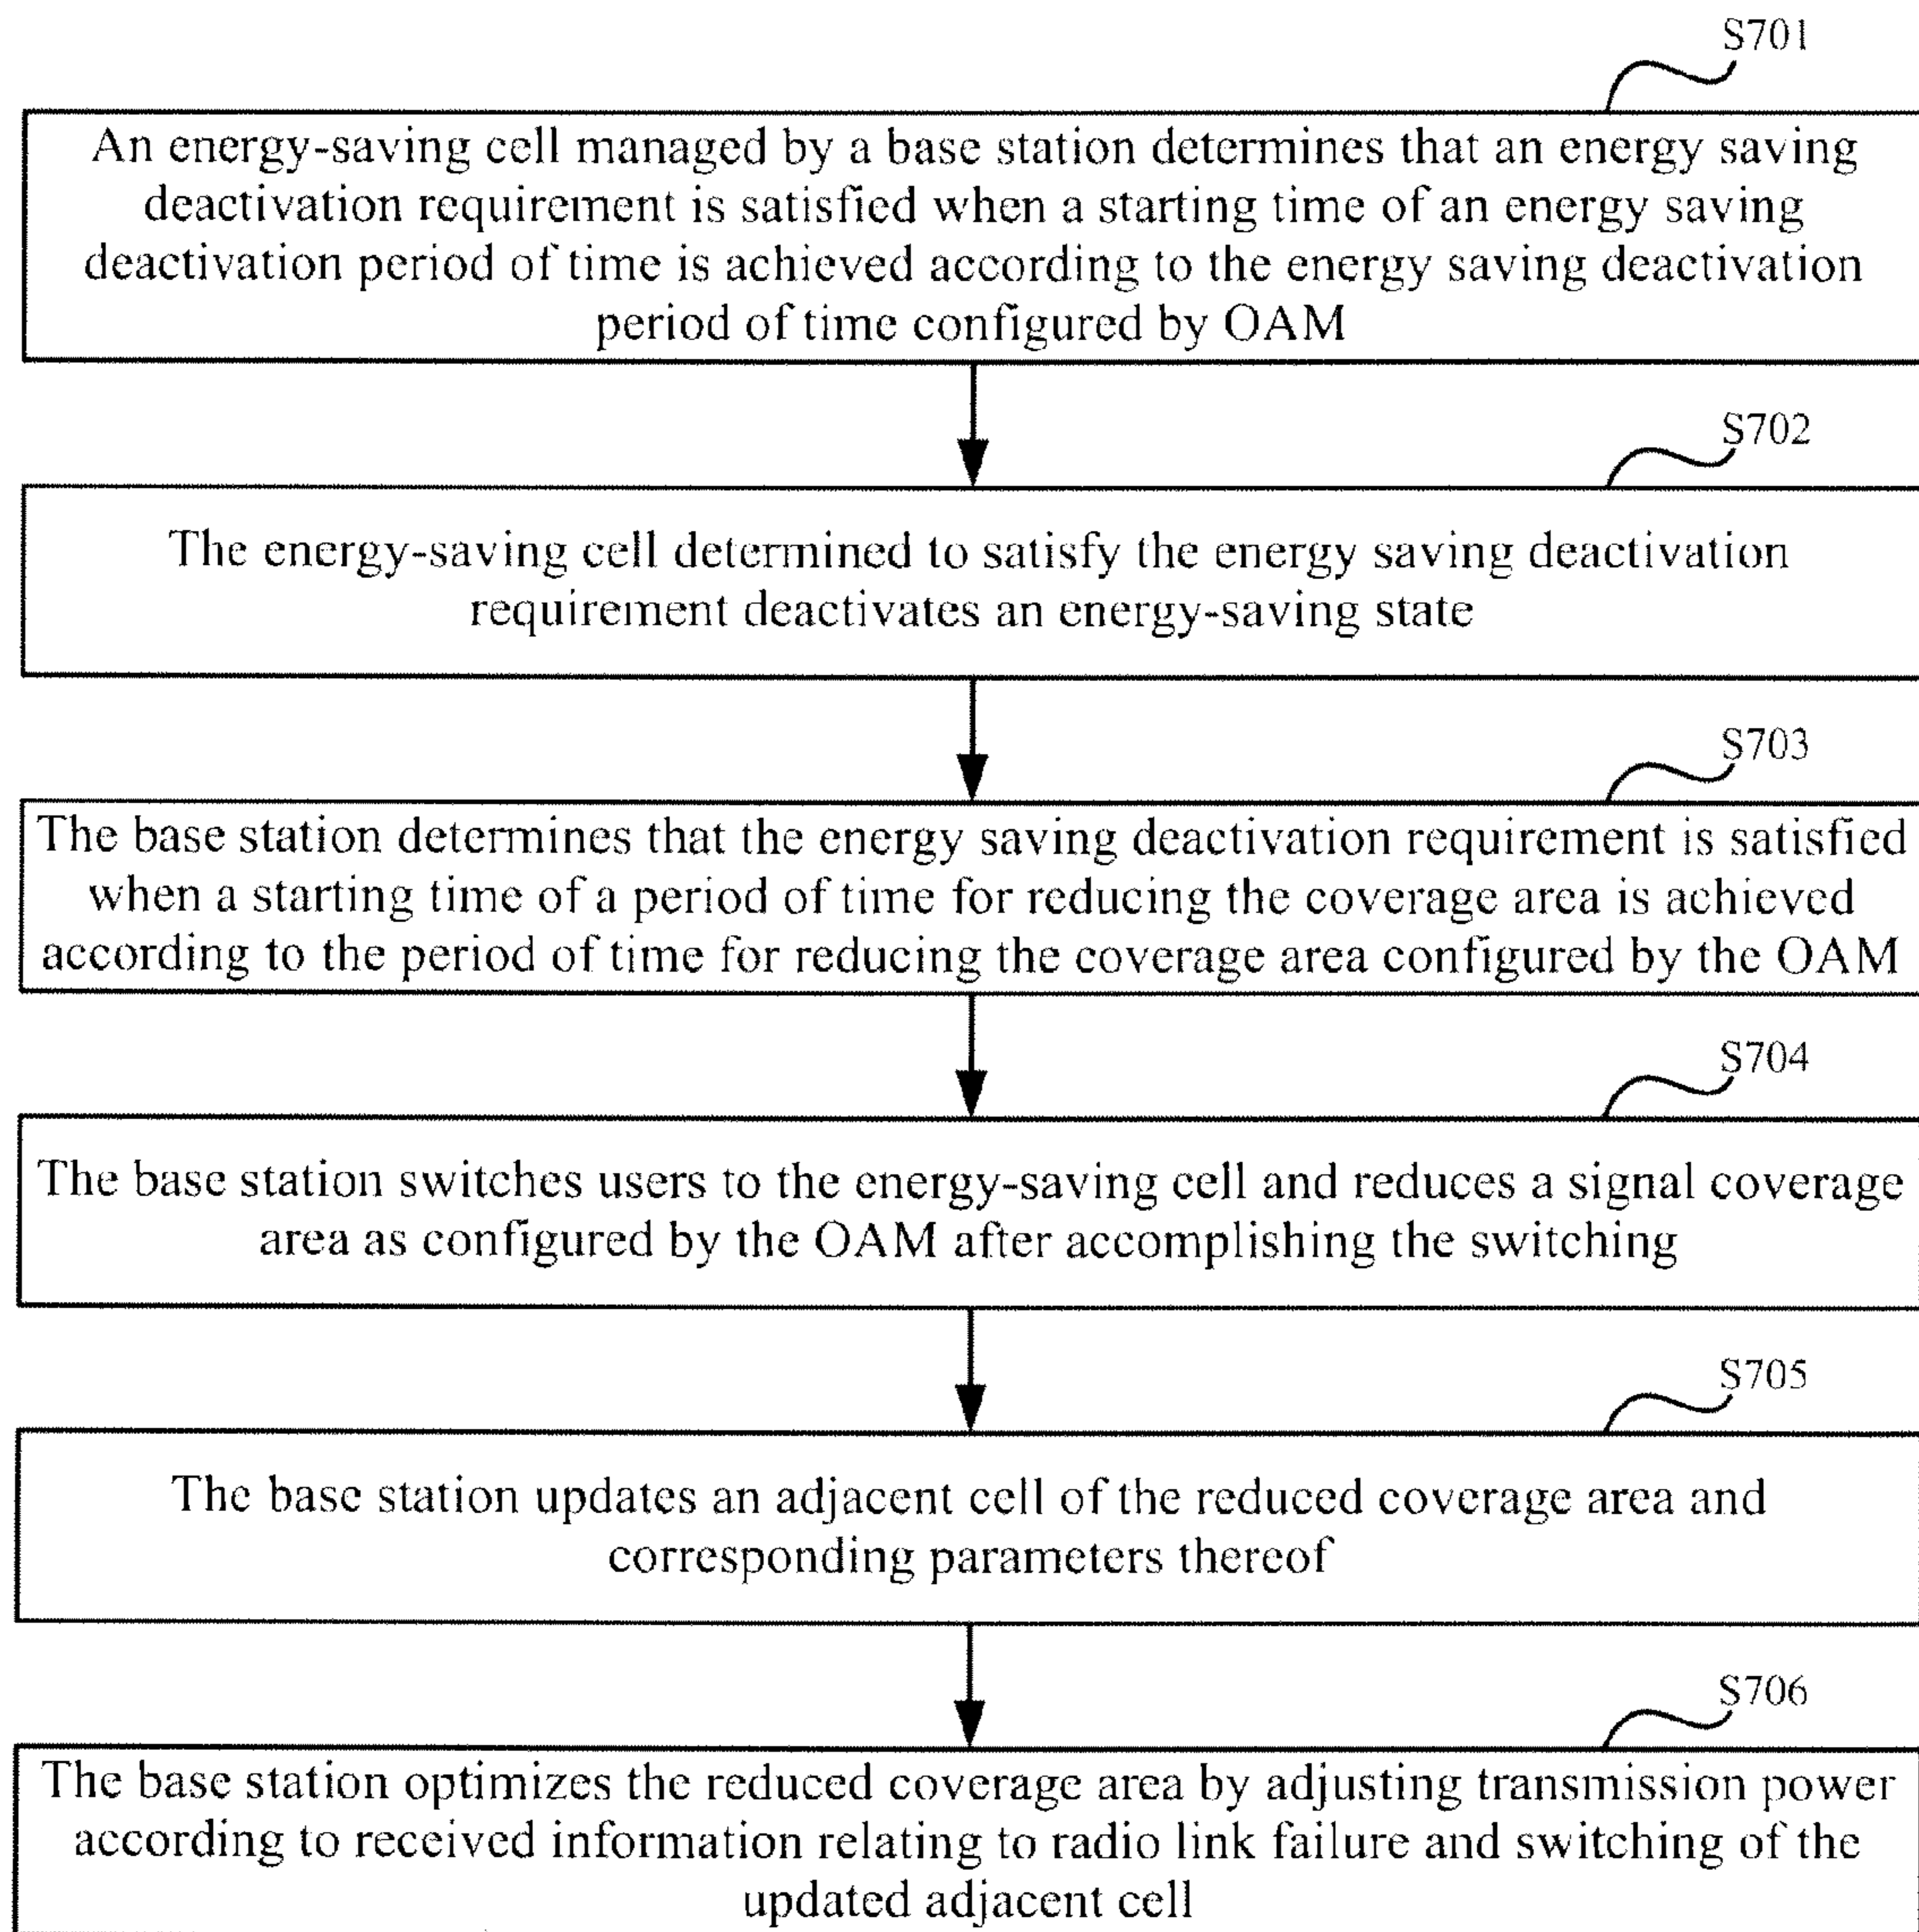 S701
An energy-saving cell managed by a base station determines that an energy saving
deactivation requirement is satisfied when a starting time of an energy saving
deactivation period of time is achieved according to the energy saving deactivation
period of time configured by OAM
S702
The energy-saving cell determined to satisfy the energy saving deactivation
requirement deactivates an energy-saving state
S703
The base station determines that the energy saving deactivation requirement is satisfied
when a starting time of a period of time for reducing the coverage area is achieved
according to the period of time for reducing the coverage area configured by the OAM
S704
The base station switches users to the energy-saving cell and reduces a signal coverage
area as configured by the OAM after accomplishing the switching
S705
The base station updates an adjacent cell of the reduced coverage area and
corresponding parameters thereof
S706
The base station optimizes the reduced coverage area by adjusting transmission power
according to received information relating to radio link failure and switching of the
updated adjacent cell